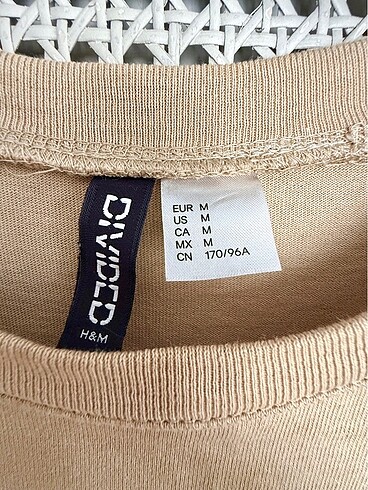 DIVIDED
H&M
EUR M
US M
CA M
MX M
CN 170/96A